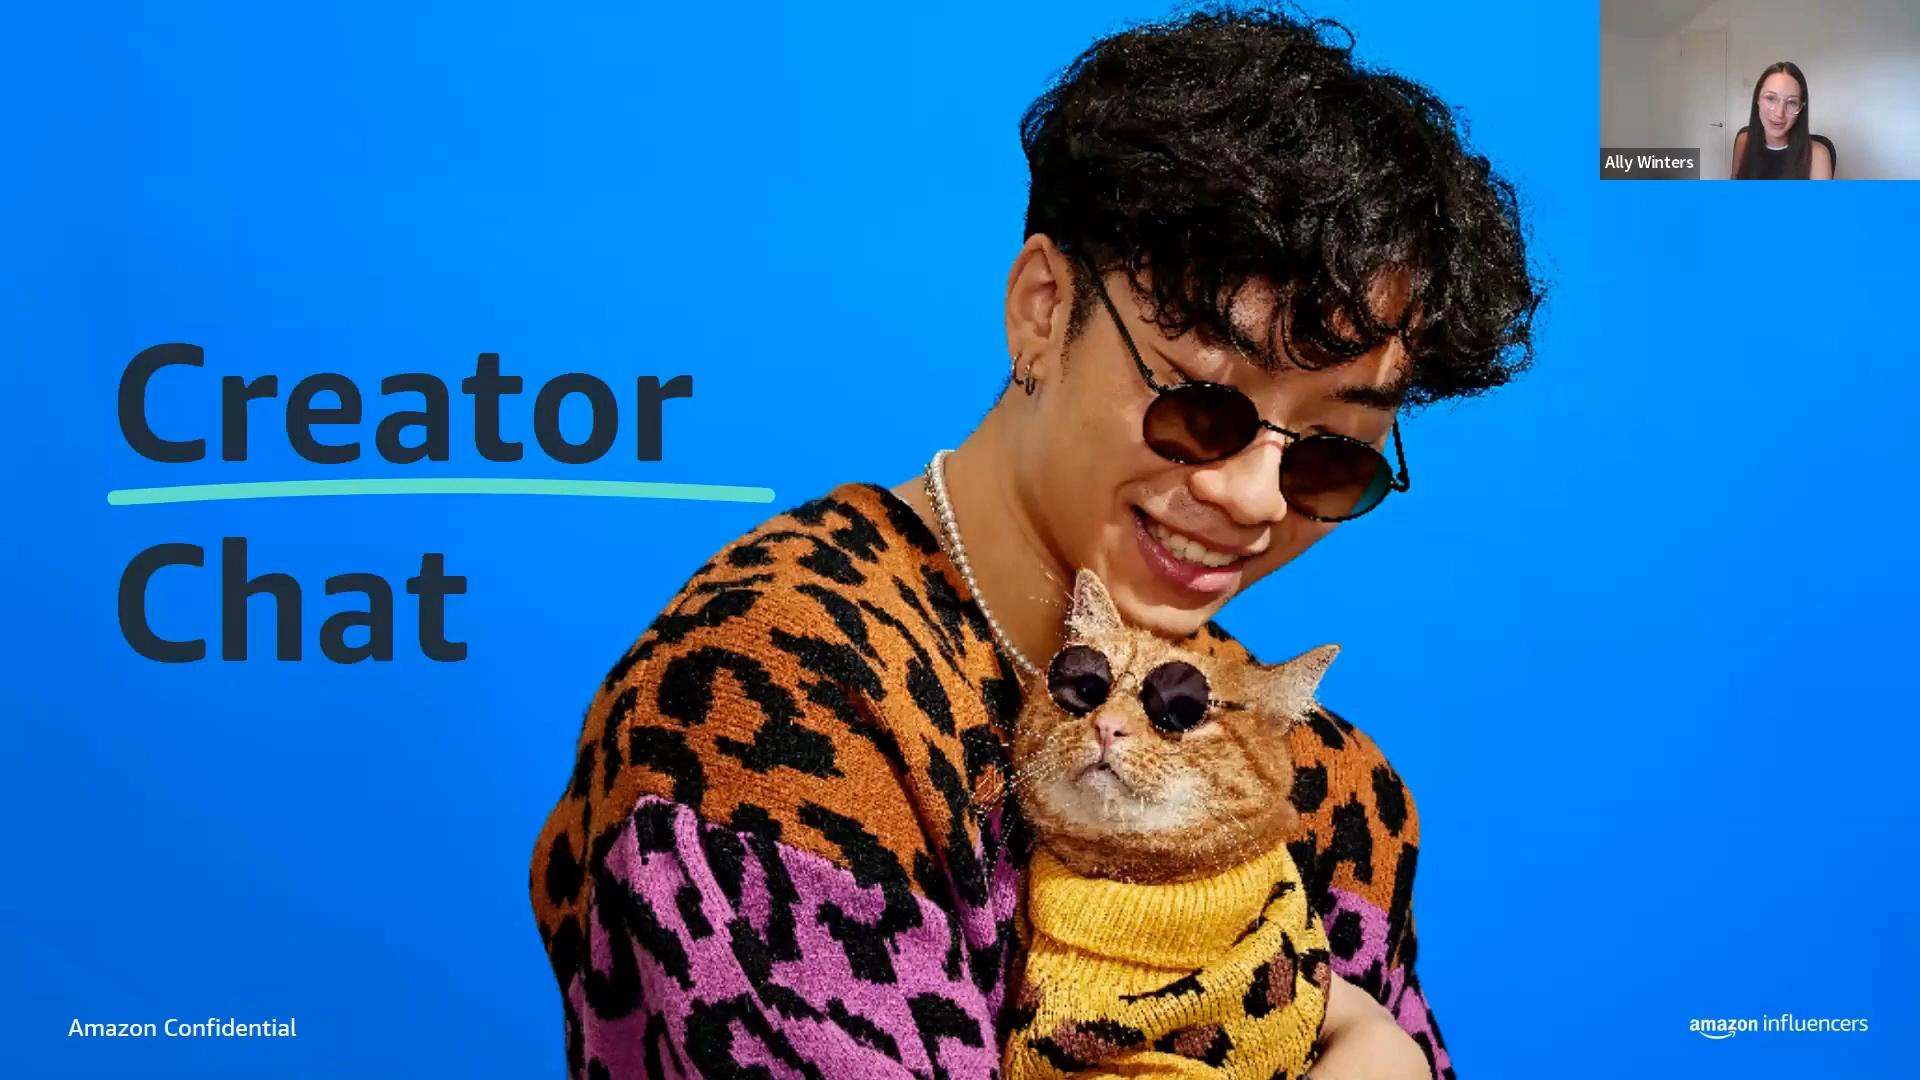 Ally Winters
Creator
Chat
Amazon Confidential
amazon influencers